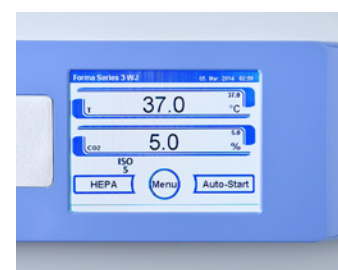 Forma Series 3 WJ 05. Mar 2014 02:59
37.0
T 37.0 °C
5.0
CO2 5.0 %
ISO
5
HEPA Menu Auto-Start